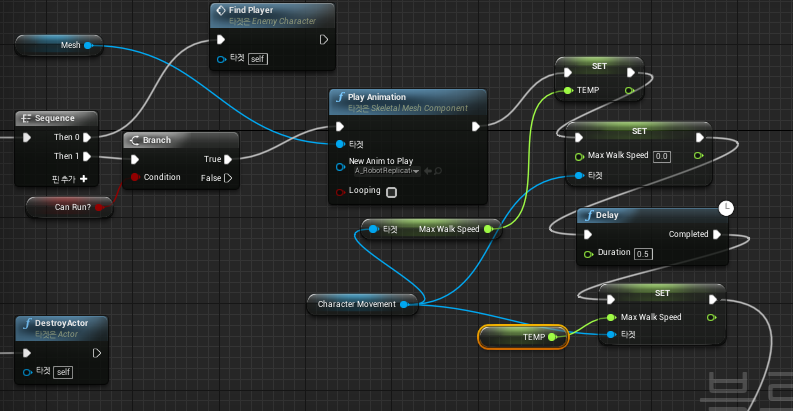 Find Player
타겟은 Enemy Character
타겟 self
Mesh
Sequence
Then 0
Then 1
핀 추가
Can Run?
Branch
True
Condition
False
Play Animation
타겟은 Skeletal Mesh Component
타겟
New Anim to Play
A_RobotReplicat
Looping
SET
TEMP
SET
Max Walk Speed 0.0
타겟
타겟 Max Walk Speed
Delay
Completed
Duration 0.5
Character Movement
SET
Max Walk Speed
타겟
TEMP
DestroyActor
타겟은 Actor
타겟 self